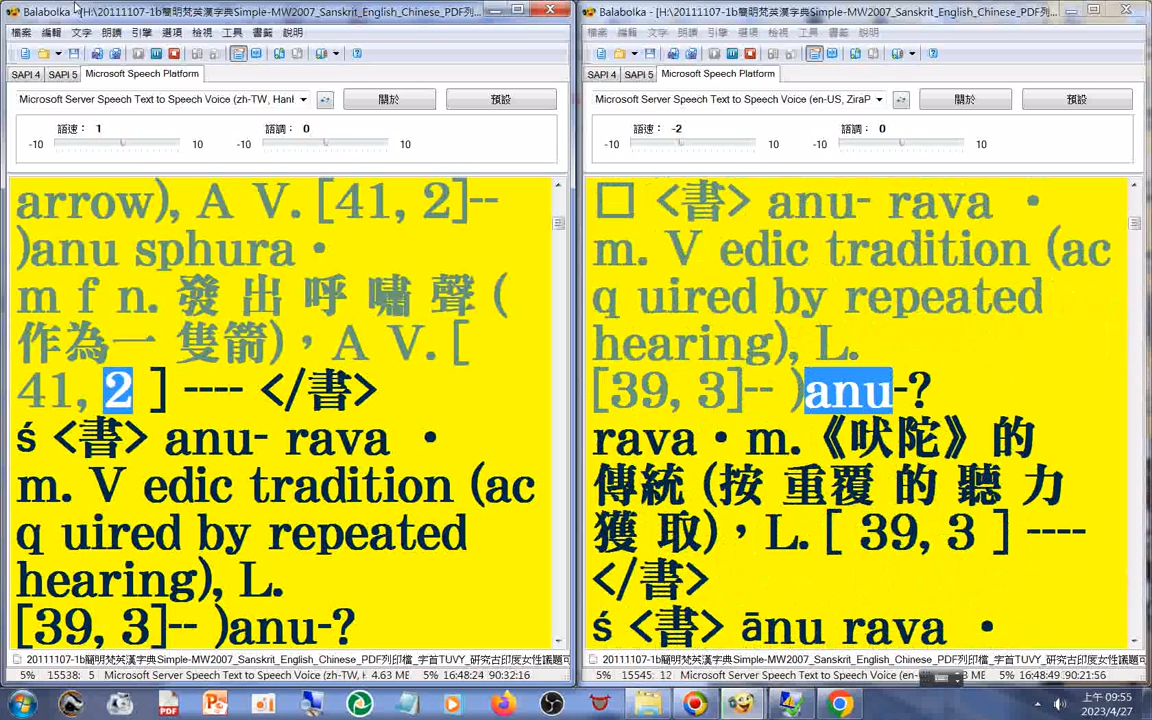 Balabolka - [H:\20111107-1b簡明梵英漢字典Simple-MW2007_Sanskrit_English_Chinese_PDF列...
檔案 編輯 文字 朗讀 引擎 選項 檢視 工具 書籤 說明
SAPI 4 SAPI 5 Microsoft Speech Platform
Microsoft Server Speech Text to Speech Voice (zh-TW, Hanl 關於 預設
語速： 1 語調： 0
-10 10 -10 10
arrow), A V. [41, 2]--
)anu sphura •
m f n. 發 出 呼 嘯 聲 (
作為一 隻箭)，A V. [
41, 2 ] ---- </書>
ś <書> anu- rava •
m. V edic tradition (ac
q uired by repeated
hearing), L.
[39, 3]-- )anu-?
20111107-1b簡明梵英漢字典Simple-MW2007_Sanskrit_English_Chinese_PDF列印檔_字首TUVY_研究古印度女性議題可
5% 15538: 5 Microsoft Server Speech Text to Speech Voice (zh-TW, H 4.63 ME 5% 16:48:24 90:32:16
Balabolka - [H:\20111107-1b簡明梵英漢字典Simple-MW2007_Sanskrit_English_Chinese_PDF列印...
檔案 編輯 文字 朗讀 引擎 選項 檢視 工具 書籤 說明
SAPI 4 SAPI 5 Microsoft Speech Platform
Microsoft Server Speech Text to Speech Voice (en-US, ZiraP 關於 預設
語速： -2 語調： 0
-10 10 -10 10
□ <書> anu- rava •
m. V edic tradition (ac
q uired by repeated
hearing), L.
[39, 3]-- )anu-?
rava • m.《吠陀》的
傳統 (按 重覆 的 聽 力
獲 取)，L. [ 39, 3 ] ----
</書>
ś <書> ānu rava •
20111107-1b簡明梵英漢字典Simple-MW2007_Sanskrit_English_Chinese_PDF列印檔_字首TUVY_研究古印度女性議題可
5% 15545: 12 Microsoft Server Speech Text to Speech Voice 4.63 MB 5% 16:48:49 90:21:56
上午 09:55
2023/4/27